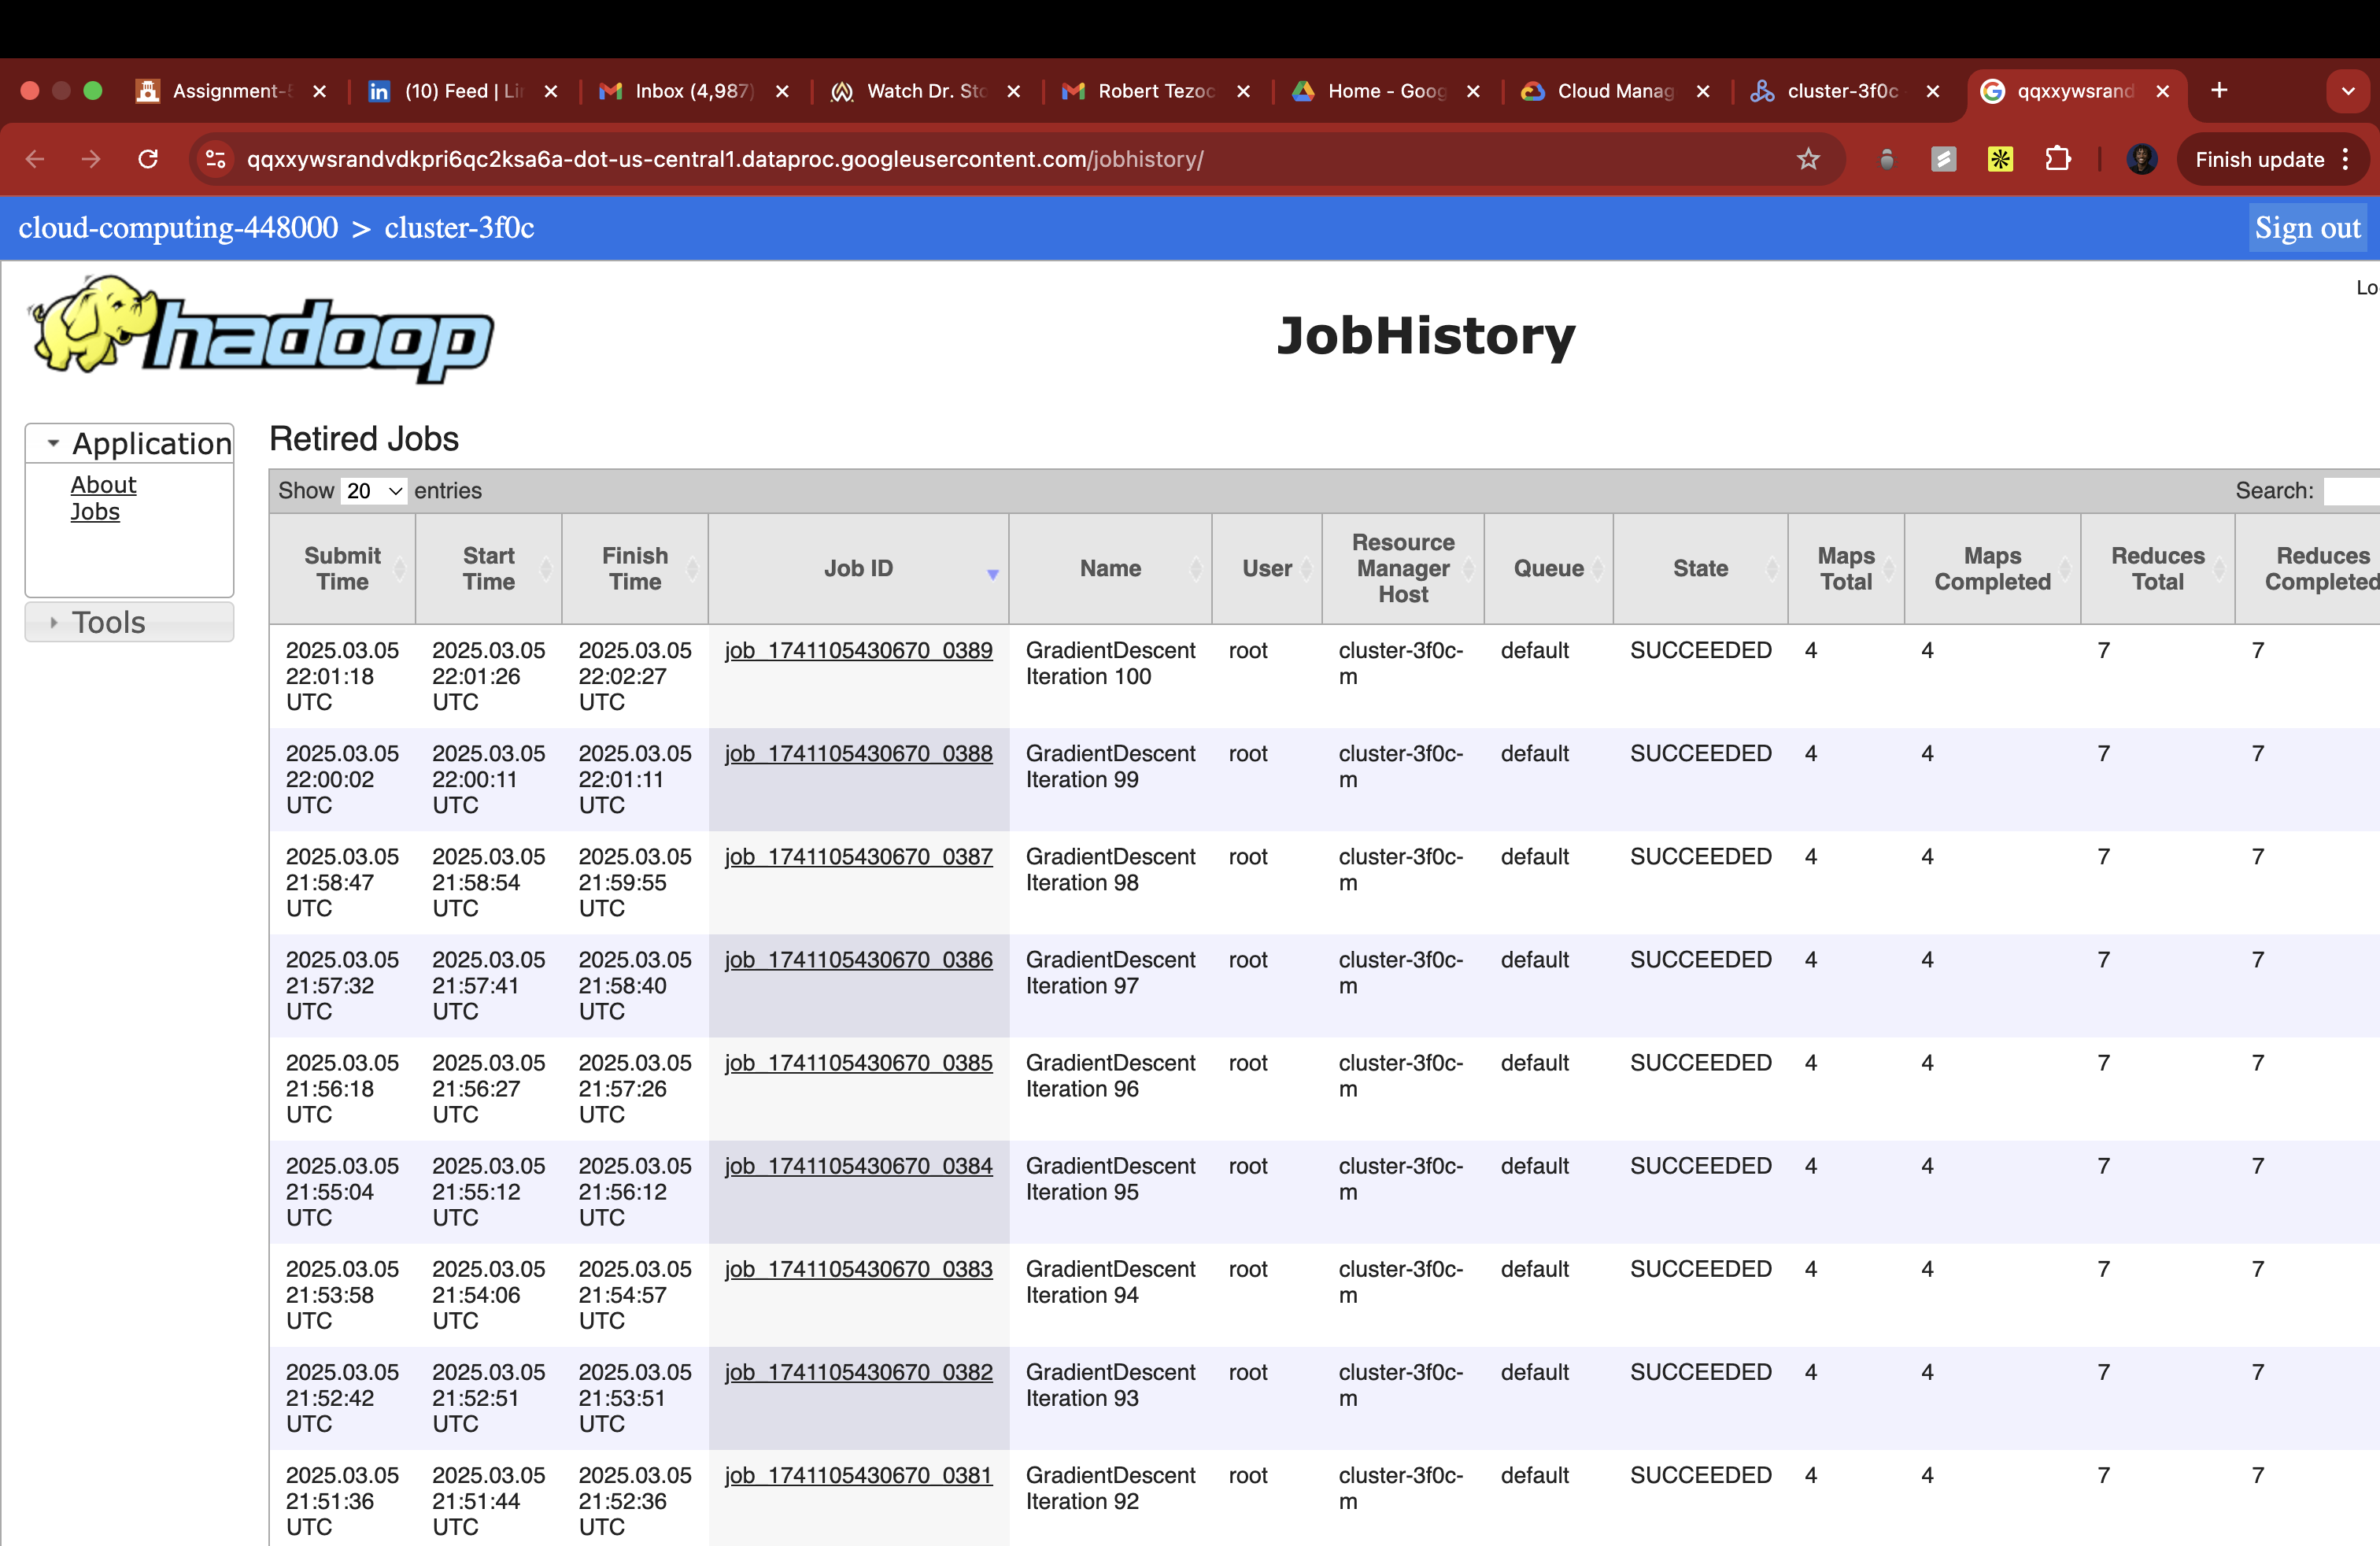 Assignment-5
(10) Feed | Lin
Inbox (4,987)
Watch Dr. Sto
Robert Tezoc
Home - Goog
Cloud Manag
cluster-3f0c
qqxxywsrand
qqxxywsrandvdkpri6qc2ksa6a-dot-us-central1.dataproc.googleusercontent.com/jobhistory/
Finish update
cloud-computing-448000 > cluster-3f0c
Sign out
hadoop
JobHistory
Lo
Application
About
Jobs
Tools
Retired Jobs
Show 20 entries
Search:
Submit Time Start Time Finish Time Job ID Name User Resource Manager Host Queue State Maps Total Maps Completed Reduces Total Reduces Completed
2025.03.05 2025.03.05 2025.03.05 job_1741105430670_0389 GradientDescent root cluster-3f0c- default SUCCEEDED 4 4 7 7
22:01:18 22:01:26 22:02:27 Iteration 100 m
UTC UTC UTC
2025.03.05 2025.03.05 2025.03.05 job_1741105430670_0388 GradientDescent root cluster-3f0c- default SUCCEEDED 4 4 7 7
22:00:02 22:00:11 22:01:11 Iteration 99 m
UTC UTC UTC
2025.03.05 2025.03.05 2025.03.05 job_1741105430670_0387 GradientDescent root cluster-3f0c- default SUCCEEDED 4 4 7 7
21:58:47 21:58:54 21:59:55 Iteration 98 m
UTC UTC UTC
2025.03.05 2025.03.05 2025.03.05 job_1741105430670_0386 GradientDescent root cluster-3f0c- default SUCCEEDED 4 4 7 7
21:57:32 21:57:41 21:58:40 Iteration 97 m
UTC UTC UTC
2025.03.05 2025.03.05 2025.03.05 job_1741105430670_0385 GradientDescent root cluster-3f0c- default SUCCEEDED 4 4 7 7
21:56:18 21:56:27 21:57:26 Iteration 96 m
UTC UTC UTC
2025.03.05 2025.03.05 2025.03.05 job_1741105430670_0384 GradientDescent root cluster-3f0c- default SUCCEEDED 4 4 7 7
21:55:04 21:55:12 21:56:12 Iteration 95 m
UTC UTC UTC
2025.03.05 2025.03.05 2025.03.05 job_1741105430670_0383 GradientDescent root cluster-3f0c- default SUCCEEDED 4 4 7 7
21:53:58 21:54:06 21:54:57 Iteration 94 m
UTC UTC UTC
2025.03.05 2025.03.05 2025.03.05 job_1741105430670_0382 GradientDescent root cluster-3f0c- default SUCCEEDED 4 4 7 7
21:52:42 21:52:51 21:53:51 Iteration 93 m
UTC UTC UTC
2025.03.05 2025.03.05 2025.03.05 job_1741105430670_0381 GradientDescent root cluster-3f0c- default SUCCEEDED 4 4 7 7
21:51:36 21:51:44 21:52:36 Iteration 92 m
UTC UTC UTC